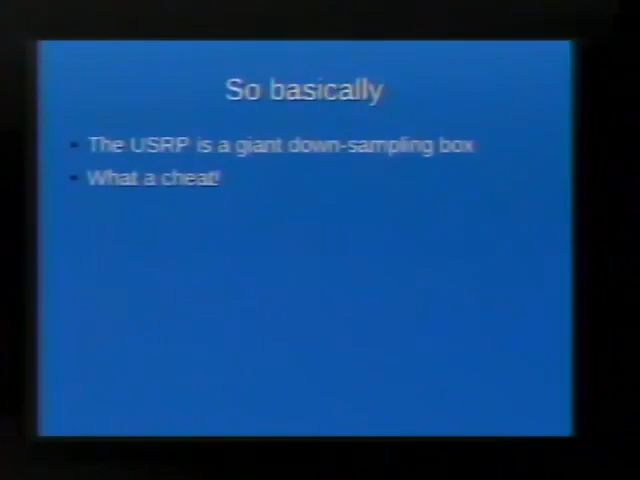 So basically
• The USRP is a giant down-sampling box
• What a cheat!